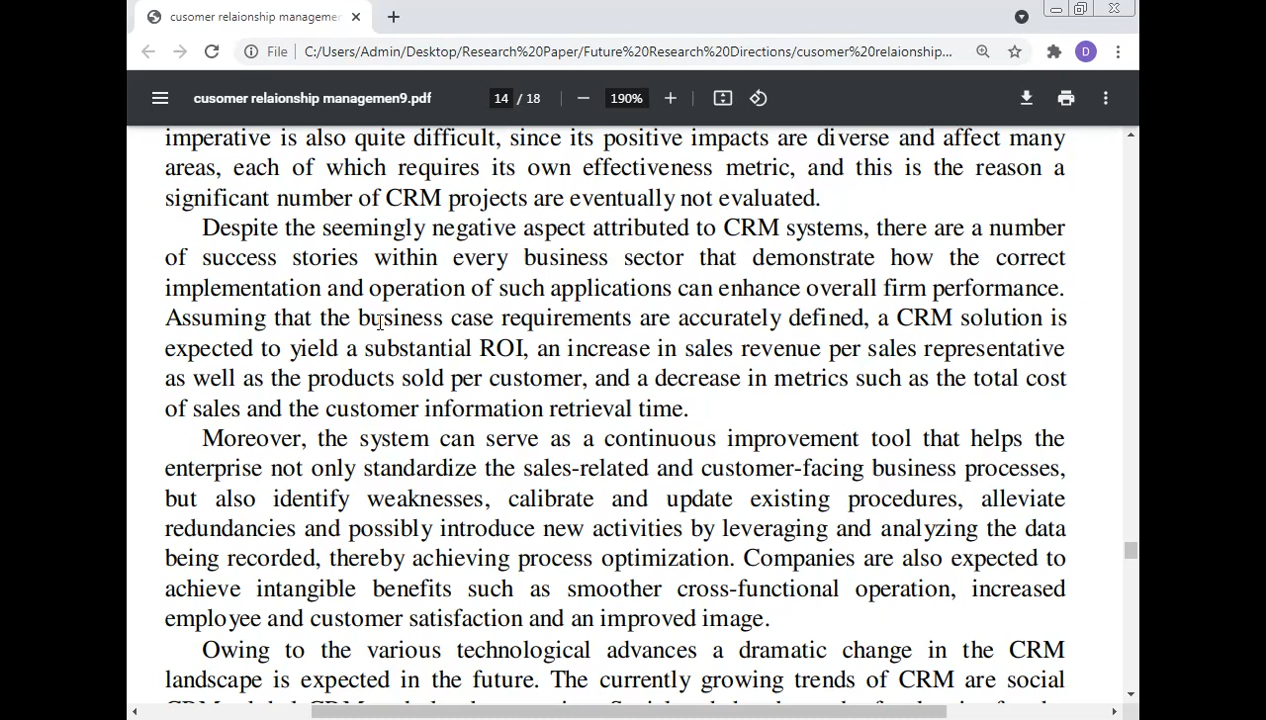 cusomer relaionship managemen
File C:/Users/Admin/Desktop/Research%20Paper/Future%20Research%20Directions/cusomer%20relaionship... D
cusomer relaionship managemen9.pdf 14 / 18 190%
imperative is also quite difficult, since its positive impacts are diverse and affect many
areas, each of which requires its own effectiveness metric, and this is the reason a
significant number of CRM projects are eventually not evaluated.
Despite the seemingly negative aspect attributed to CRM systems, there are a number
of success stories within every business sector that demonstrate how the correct
implementation and operation of such applications can enhance overall firm performance.
Assuming that the business case requirements are accurately defined, a CRM solution is
expected to yield a substantial ROI, an increase in sales revenue per sales representative
as well as the products sold per customer, and a decrease in metrics such as the total cost
of sales and the customer information retrieval time.
Moreover, the system can serve as a continuous improvement tool that helps the
enterprise not only standardize the sales-related and customer-facing business processes,
but also identify weaknesses, calibrate and update existing procedures, alleviate
redundancies and possibly introduce new activities by leveraging and analyzing the data
being recorded, thereby achieving process optimization. Companies are also expected to
achieve intangible benefits such as smoother cross-functional operation, increased
employee and customer satisfaction and an improved image.
Owing to the various technological advances a dramatic change in the CRM
landscape is expected in the future. The currently growing trends of CRM are social